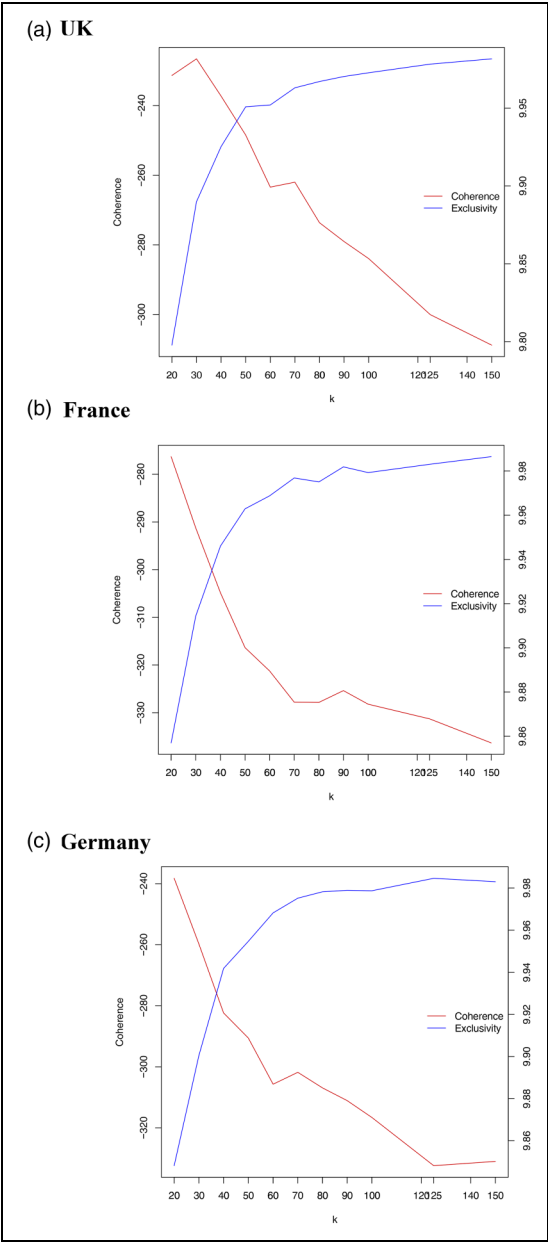 (a) UK
Coherence
−300 −280 −260 −240
9.80 9.85 9.90 9.95
Coherence
Exclusivity
20 30 40 50 60 70 80 90 100 120 125 140 150
k
(b) France
Coherence
−330 −320 −310 −300 −290 −280
9.86 9.88 9.90 9.92 9.94 9.96 9.98
Coherence
Exclusivity
20 30 40 50 60 70 80 90 100 120 125 140 150
k
(c) Germany
Coherence
−320 −300 −280 −260 −240
9.86 9.88 9.90 9.92 9.94 9.96 9.98
Coherence
Exclusivity
20 30 40 50 60 70 80 90 100 120 125 140 150
k